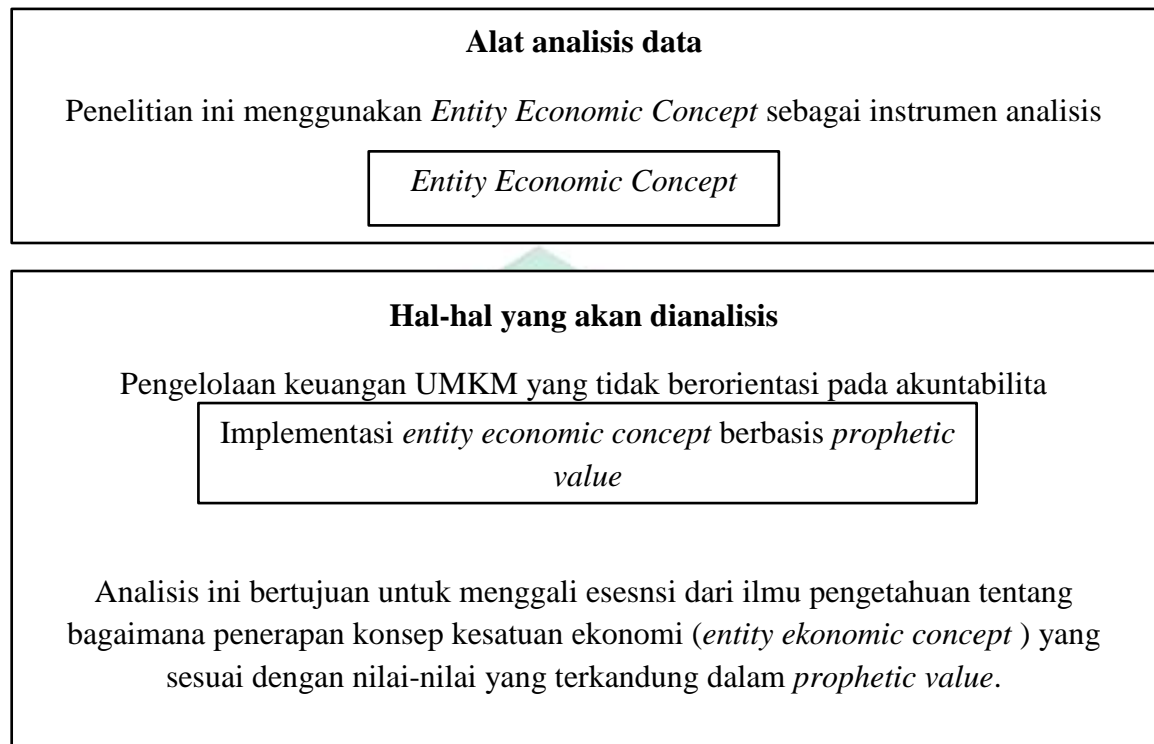 Alat analisis data
Penelitian ini menggunakan Entity Economic Concept sebagai instrumen analisis
Entity Economic Concept
Hal-hal yang akan dianalisis
Pengelolaan keuangan UMKM yang tidak berorientasi pada akuntabilita
Implementasi entity economic concept berbasis prophetic
value
Analisis ini bertujuan untuk menggali esesnsi dari ilmu pengetahuan tentang
bagaimana penerapan konsep kesatuan ekonomi (entity ekonomic concept ) yang
sesuai dengan nilai-nilai yang terkandung dalam prophetic value.